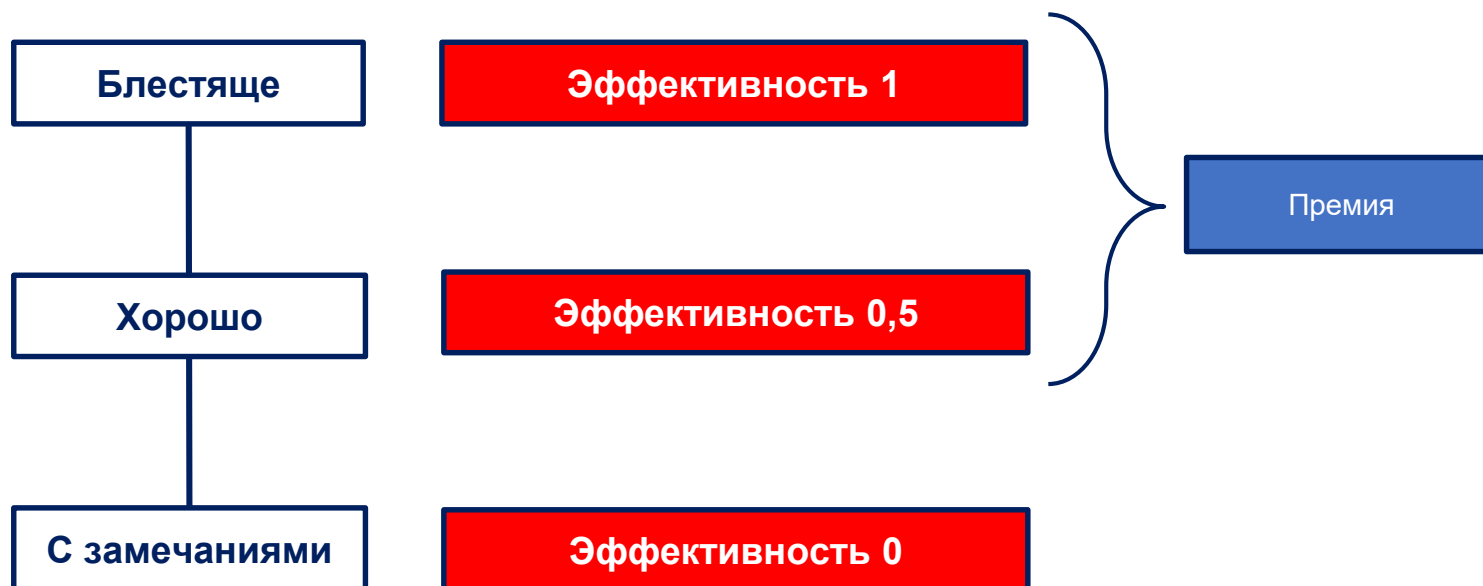 Блестяще
Эффективность 1
Премия
Хорошо
Эффективность 0,5
С замечаниями
Эффективность 0